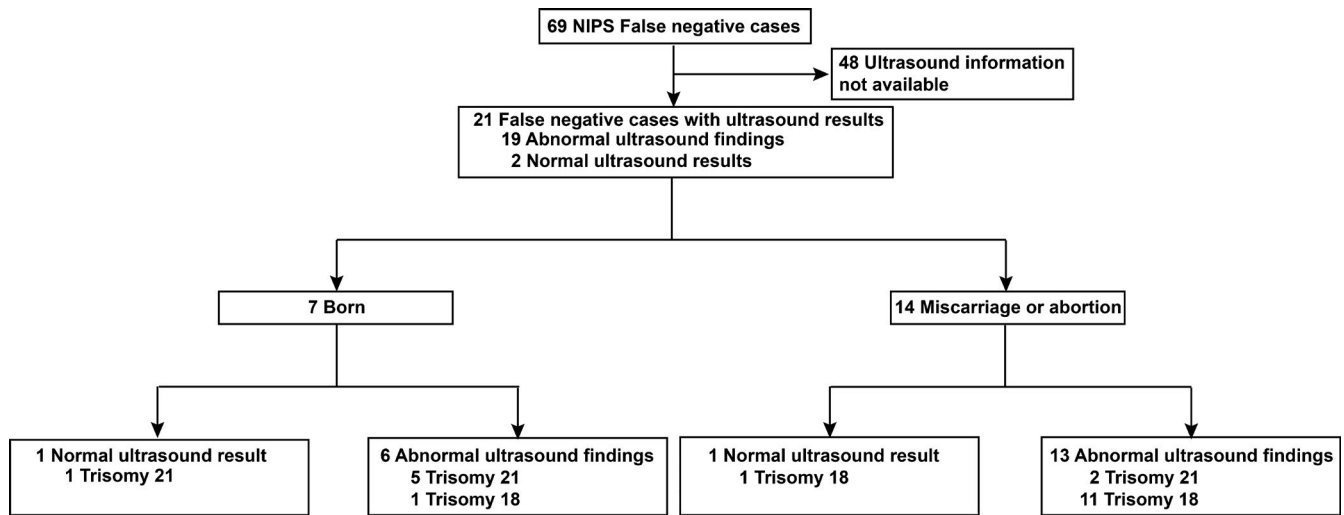 69 NIPS False negative cases
48 Ultrasound information
not available
21 False negative cases with ultrasound results
19 Abnormal ultrasound findings
2 Normal ultrasound results
7 Born
14 Miscarriage or abortion
1 Normal ultrasound result
1 Trisomy 21
6 Abnormal ultrasound findings
5 Trisomy 21
1 Trisomy 18
1 Normal ultrasound result
1 Trisomy 18
13 Abnormal ultrasound findings
2 Trisomy 21
11 Trisomy 18